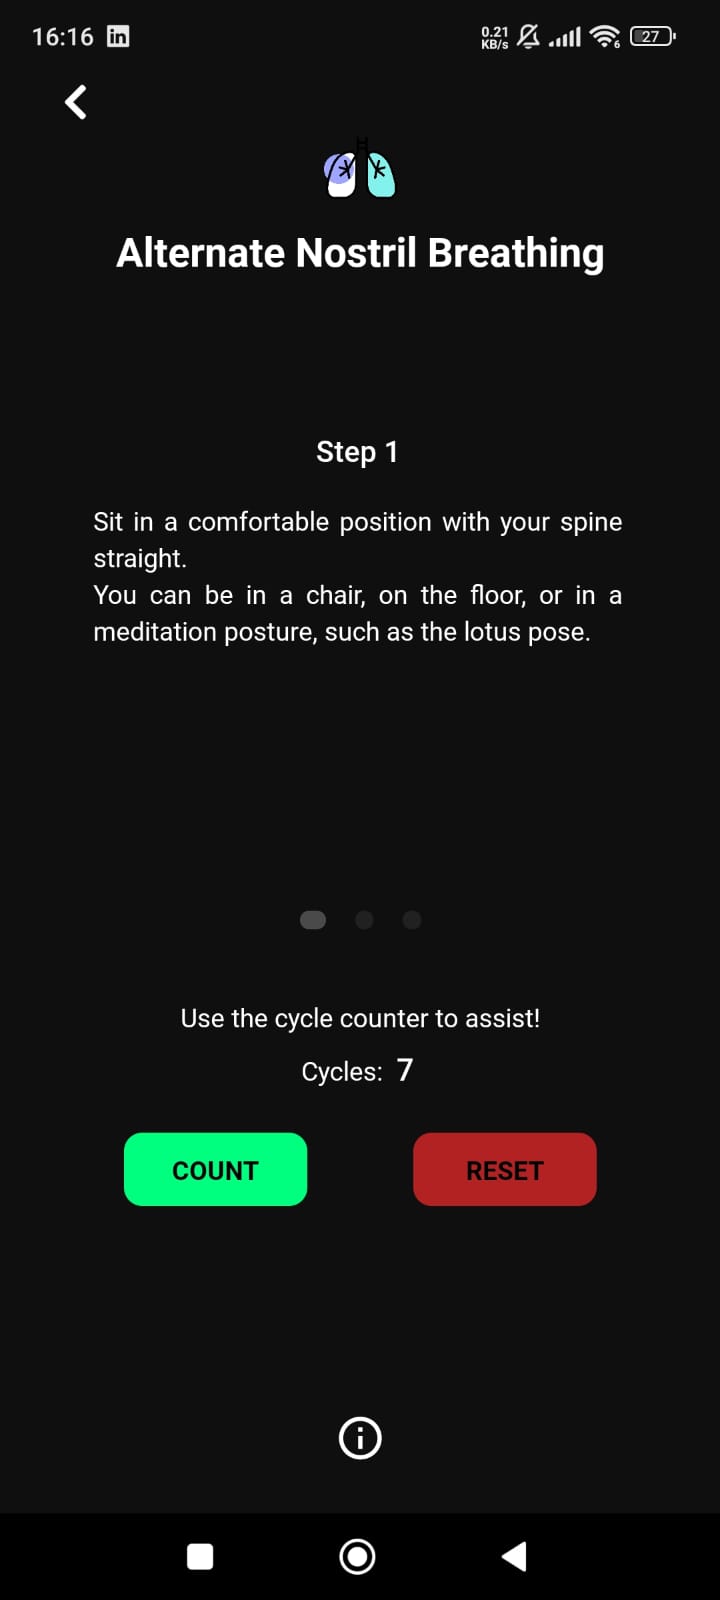 16:16 in 0.21 KB/s 6 27
Alternate Nostril Breathing
Step 1
Sit in a comfortable position with your spine
straight.
You can be in a chair, on the floor, or in a
meditation posture, such as the lotus pose.
Use the cycle counter to assist!
Cycles: 7
COUNT RESET